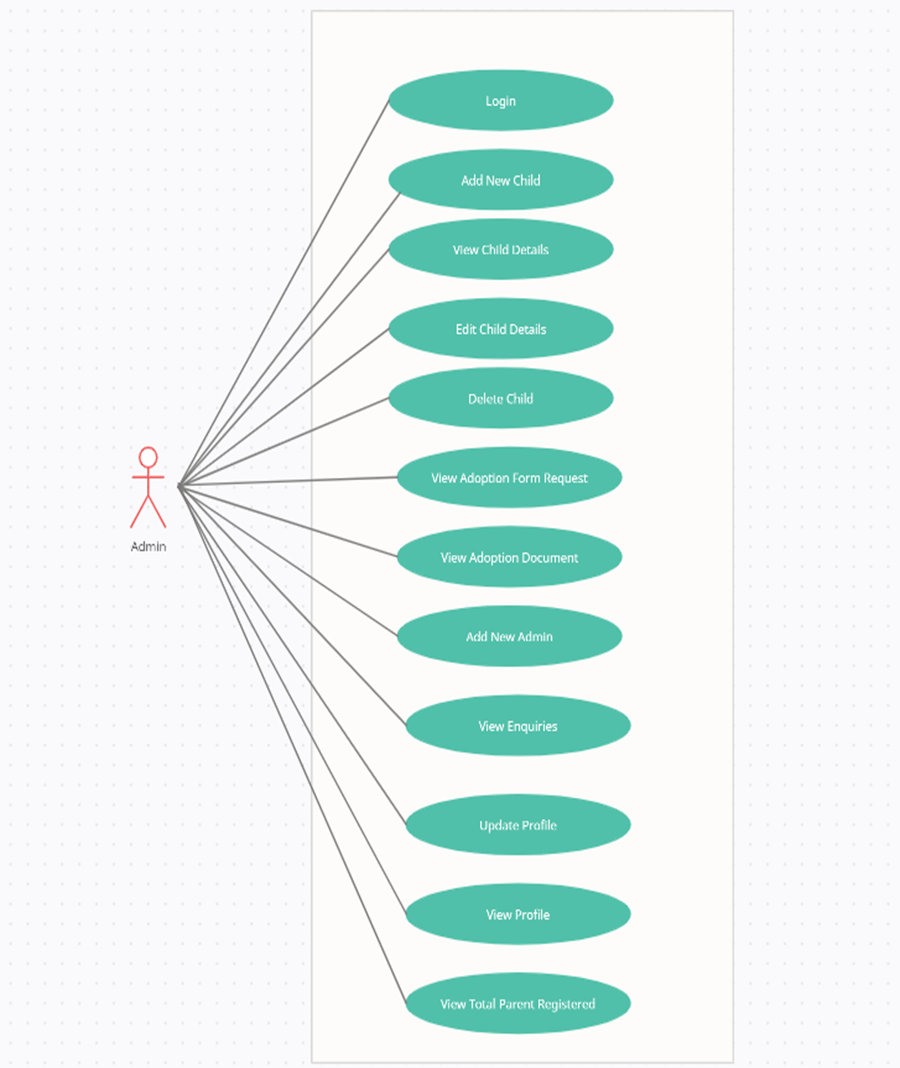 Login
Add New Child
View Child Details
Edit Child Details
Delete Child
View Adoption Form Request
Admin
View Adoption Document
Add New Admin
View Enquiries
Update Profile
View Profile
View Total Parent Registered